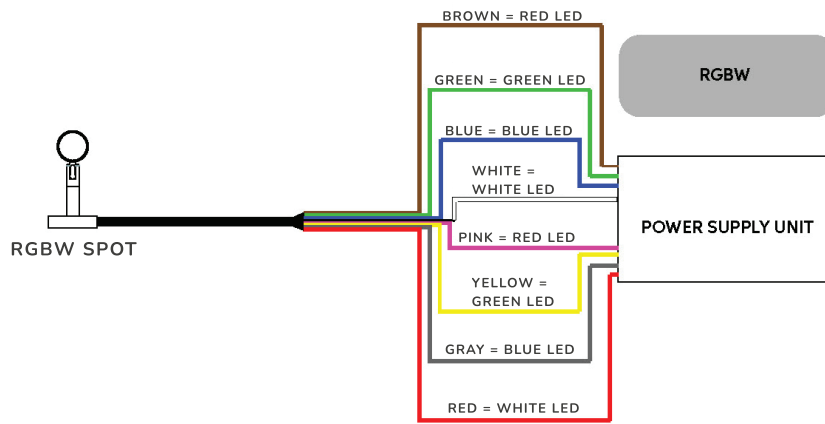 BROWN = RED LED
RGBW
GREEN = GREEN LED
BLUE = BLUE LED
WHITE =
WHITE LED
POWER SUPPLY UNIT
PINK = RED LED
RGBW SPOT
YELLOW =
GREEN LED
GRAY = BLUE LED
RED = WHITE LED